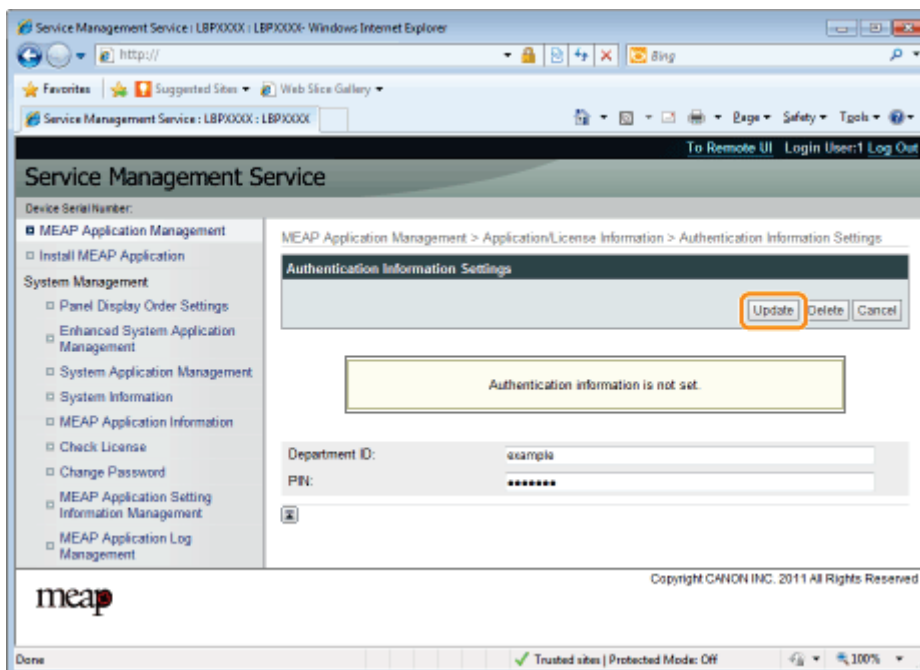 Service Management Service : LBPXXXX : LBPXXXX- Windows Internet Explorer
http://
Bing
Favorites Suggested Sites Web Slice Gallery
Service Management Service : LBPXXXX : LBPXXXX
Page Safety Tools
To Remote UI Login User:1 Log Out
Service Management Service
Device Serial Number:
MEAP Application Management
Install MEAP Application
System Management
Panel Display Order Settings
Enhanced System Application
Management
System Application Management
System Information
MEAP Application Information
Check License
Change Password
MEAP Application Setting
Information Management
MEAP Application Log
Management
MEAP Application Management > Application/License Information > Authentication Information Settings
Authentication Information Settings
Update Delete Cancel
Authentication information is not set.
Department ID: example
PIN: •••••••
Copyright CANON INC. 2011 All Rights Reserved
meap
Done Trusted sites | Protected Mode: Off 100%